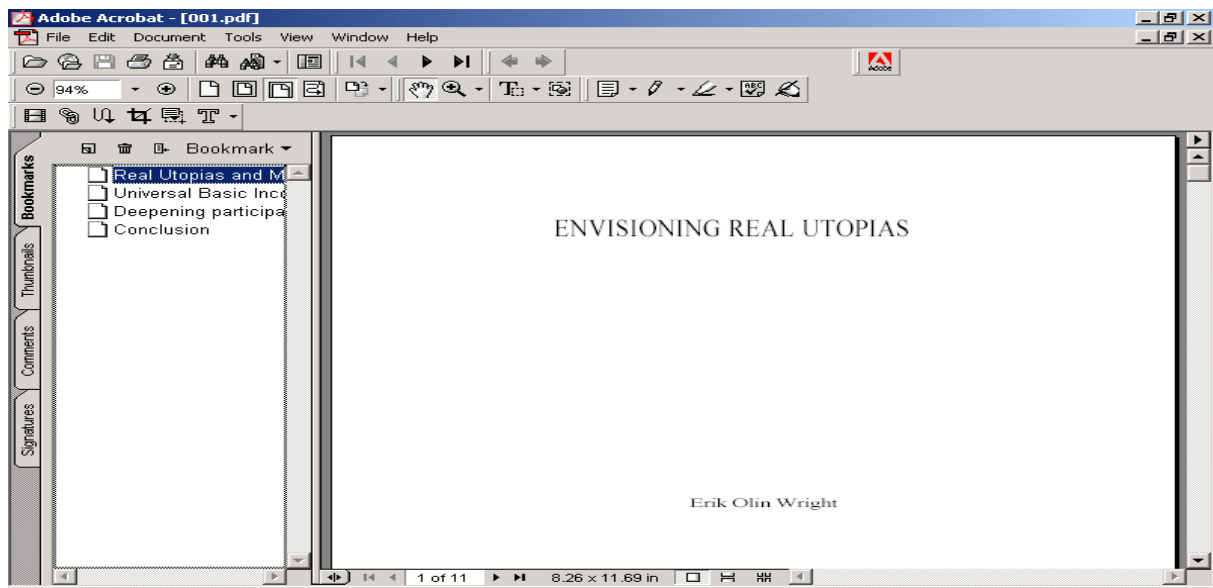 Adobe Acrobat - [001.pdf]
File Edit Document Tools View Window Help
Adobe
94%
Bookmark
Bookmarks
Thumbnails
Comments
Signatures
Real Utopias and M
Universal Basic Inco
Deepening participa
Conclusion
ENVISIONING REAL UTOPIAS
Erik Olin Wright
1 of 11 8.26 x 11.69 in